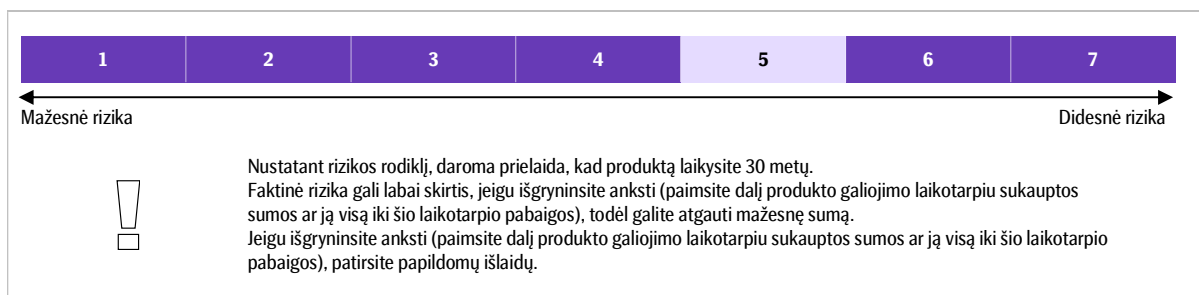 1 2 3 4 5 6 7
Mažesnė rizika Didesnė rizika
Nustatant rizikos rodiklį, daroma prielaida, kad produktą laikysite 30 metų.
Faktinė rizika gali labai skirtis, jeigu išgryninsite anksti (paimsite dalį produkto galiojimo laikotarpiu sukauptos
sumos ar ją visą iki šio laikotarpio pabaigos), todėl galite atgauti mažesnę sumą.
Jeigu išgryninsite anksti (paimsite dalį produkto galiojimo laikotarpiu sukauptos sumos ar ją visą iki šio laikotarpio
pabaigos), patirsite papildomų išlaidų.